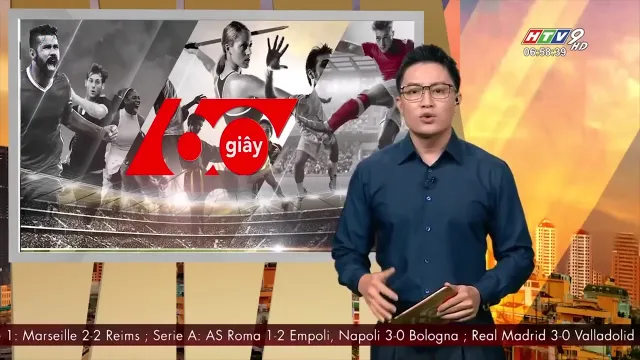 HTV9
HD
06:58:39
60
giây
1: Marseille 2-2 Reims ; Serie A: AS Roma 1-2 Empoli, Napoli 3-0 Bologna ; Real Madrid 3-0 Valladolid